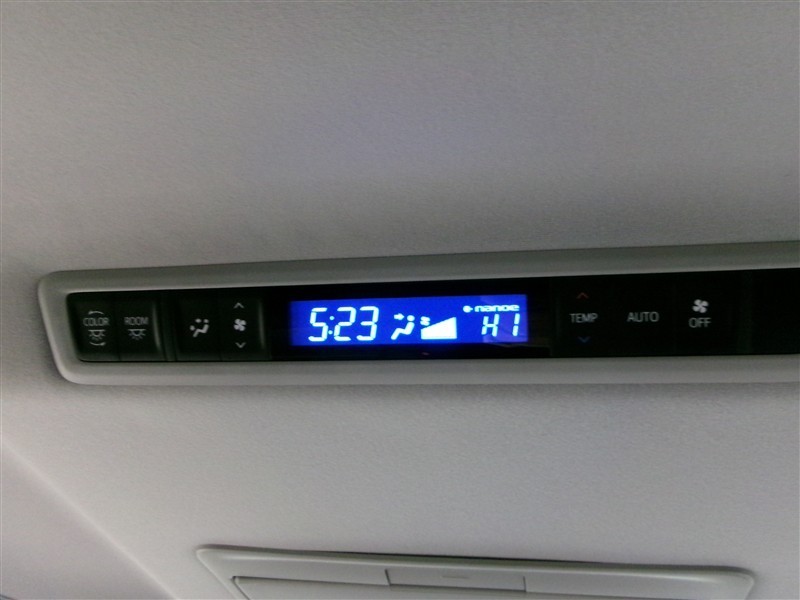 COLOR
ROOM
5:23
nanoe
HI
TEMP
AUTO
OFF